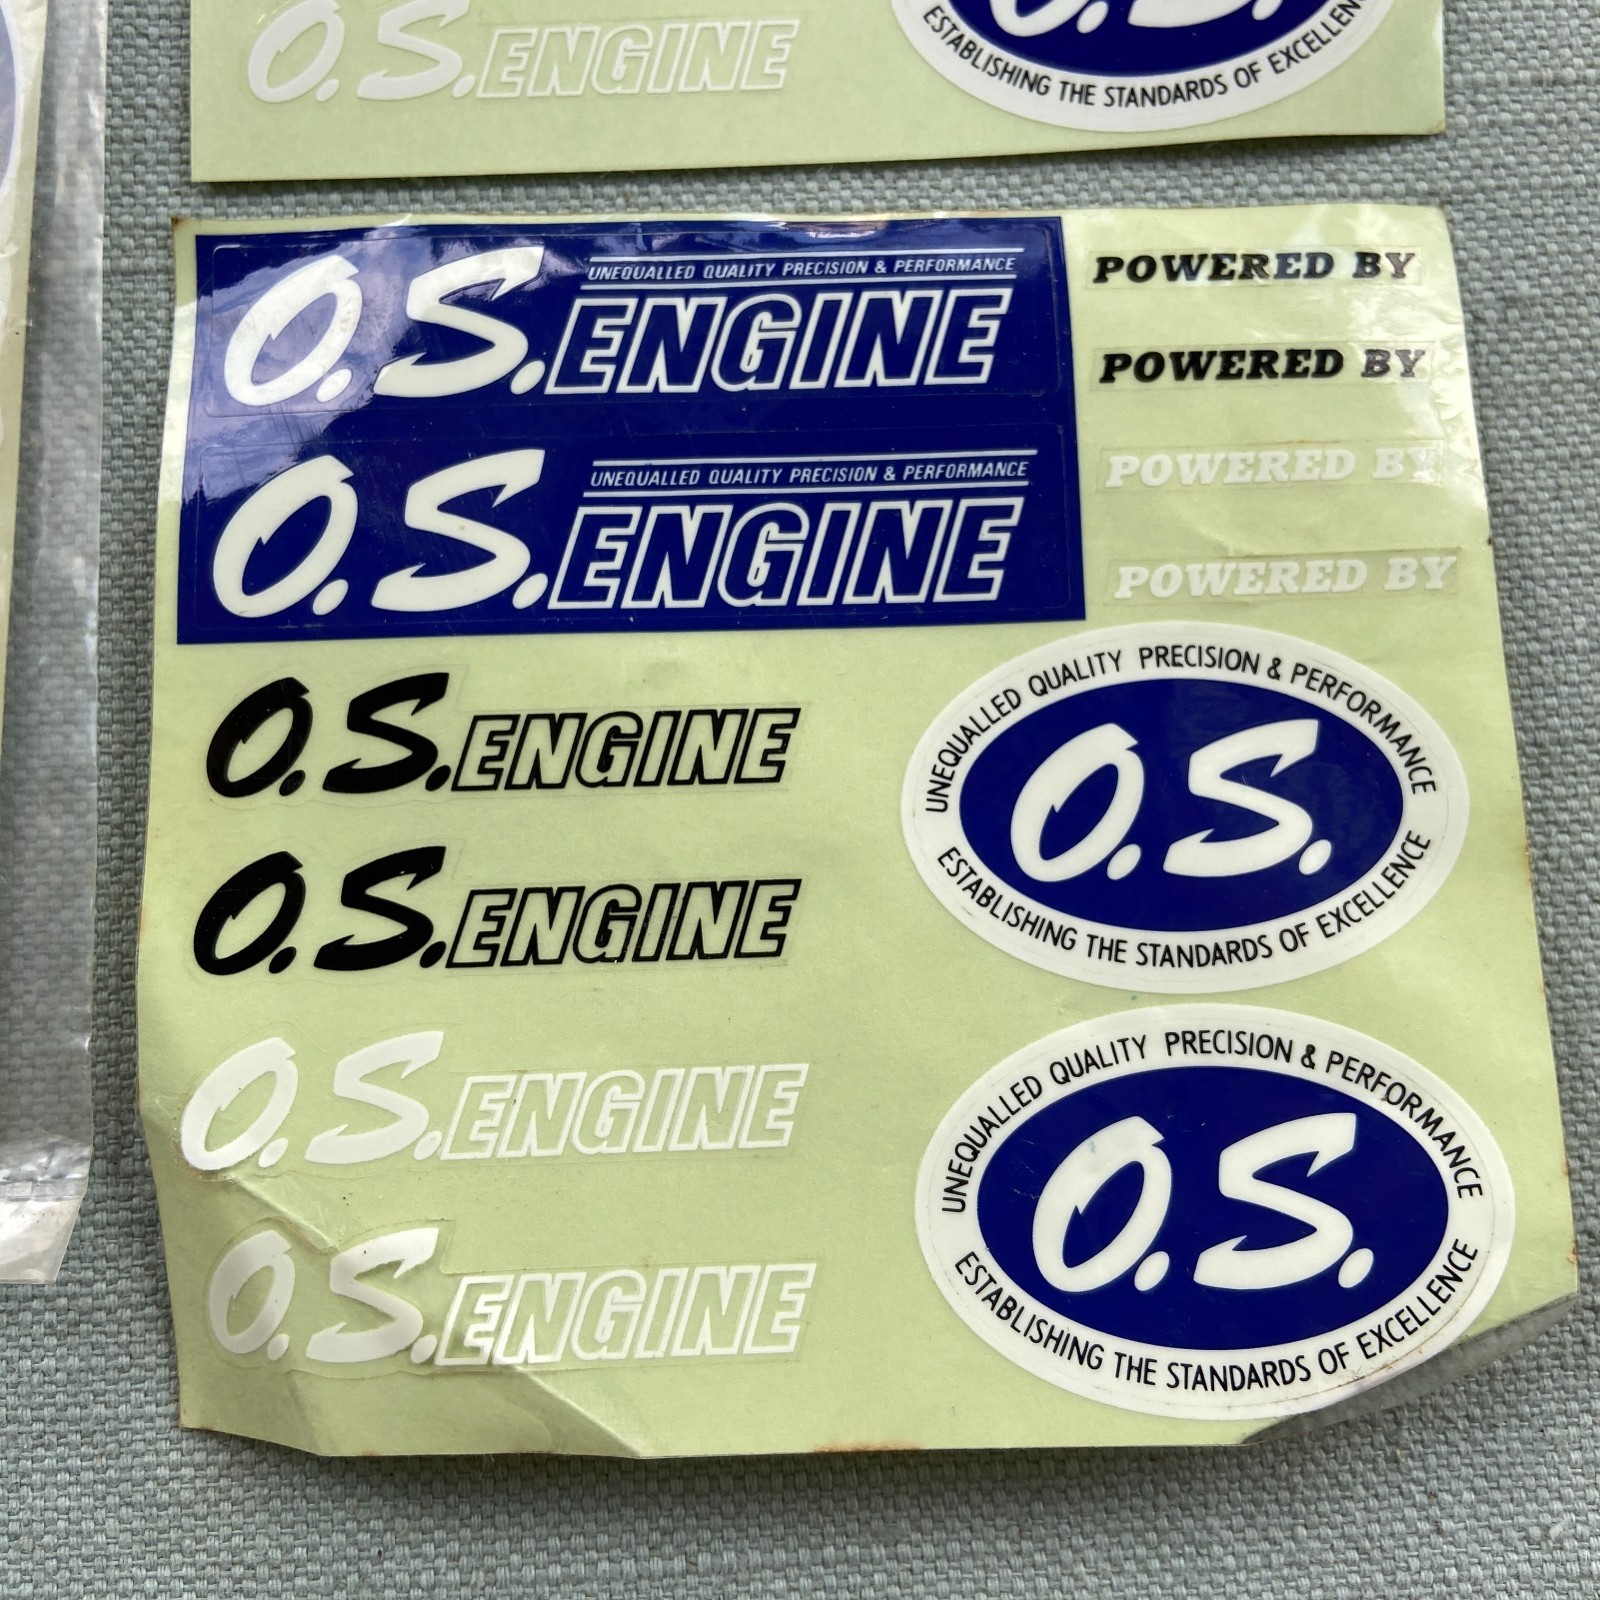 O.S.ENGINE
O.S.
ESTABLISHING THE STANDARDS OF EXCELLEN
UNEQUALLED QUALITY PRECISION & PERFORMANCE
O.S.ENGINE
UNEQUALLED QUALITY PRECISION & PERFORMANCE
O.S.ENGINE
POWERED BY
POWERED BY
POWERED BY
POWERED BY
O.S.ENGINE
O.S.ENGINE
O.S.ENGINE
O.S.ENGINE
UNEQUALLED QUALITY PRECISION & PERFORMANCE
O.S.
ESTABLISHING THE STANDARDS OF EXCELLENCE
UNEQUALLED QUALITY PRECISION & PERFORMANCE
O.S.
ESTABLISHING THE STANDARDS OF EXCELLENCE